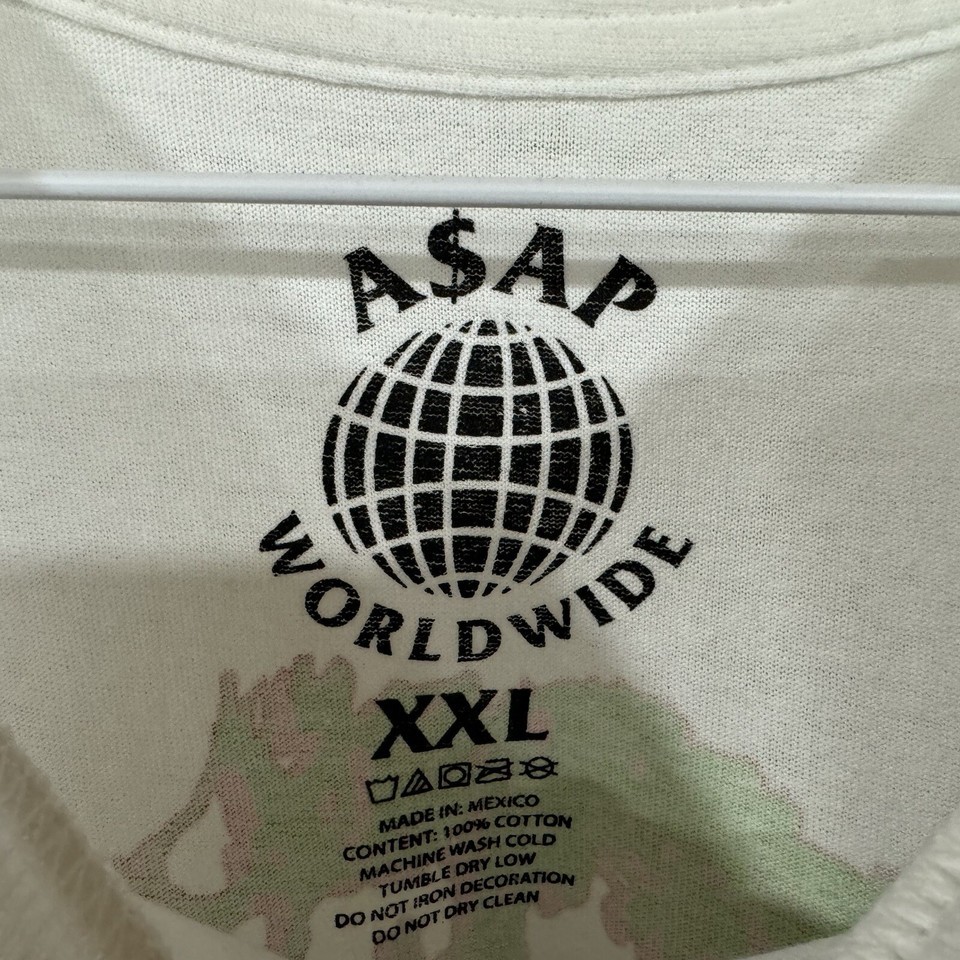 A$AP
WORLDWIDE
XXL
MADE IN: MEXICO
CONTENT: 100% COTTON
MACHINE WASH COLD
TUMBLE DRY LOW
DO NOT IRON DECORATION
DO NOT DRY CLEAN